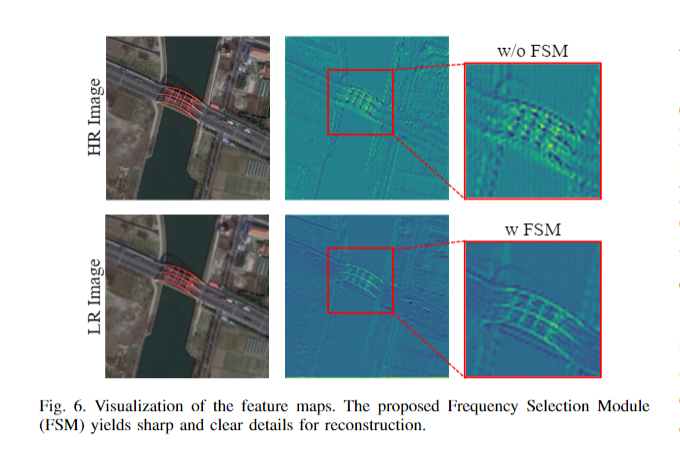 w/o FSM
HR Image
w FSM
LR Image
Fig. 6. Visualization of the feature maps. The proposed Frequency Selection Module
(FSM) yields sharp and clear details for reconstruction.